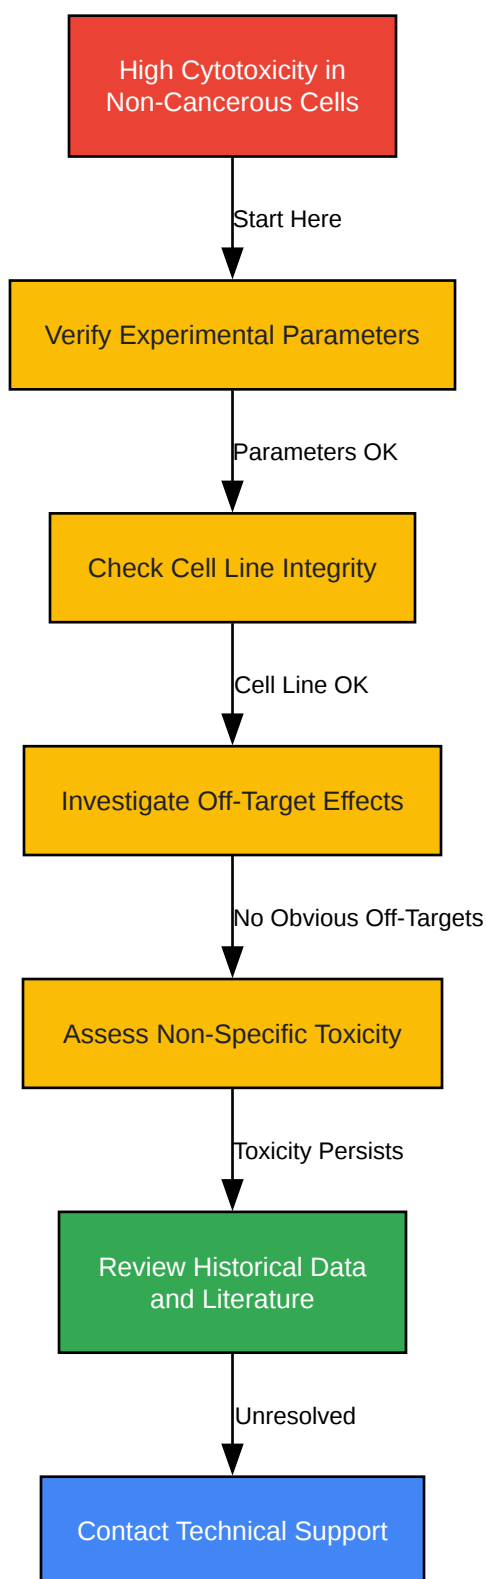 High Cytotoxicity in
Non-Cancerous Cells
Start Here
Verify Experimental Parameters
Parameters OK
Check Cell Line Integrity
Cell Line OK
Investigate Off-Target Effects
No Obvious Off-Targets
Assess Non-Specific Toxicity
Toxicity Persists
Review Historical Data
and Literature
Unresolved
Contact Technical Support